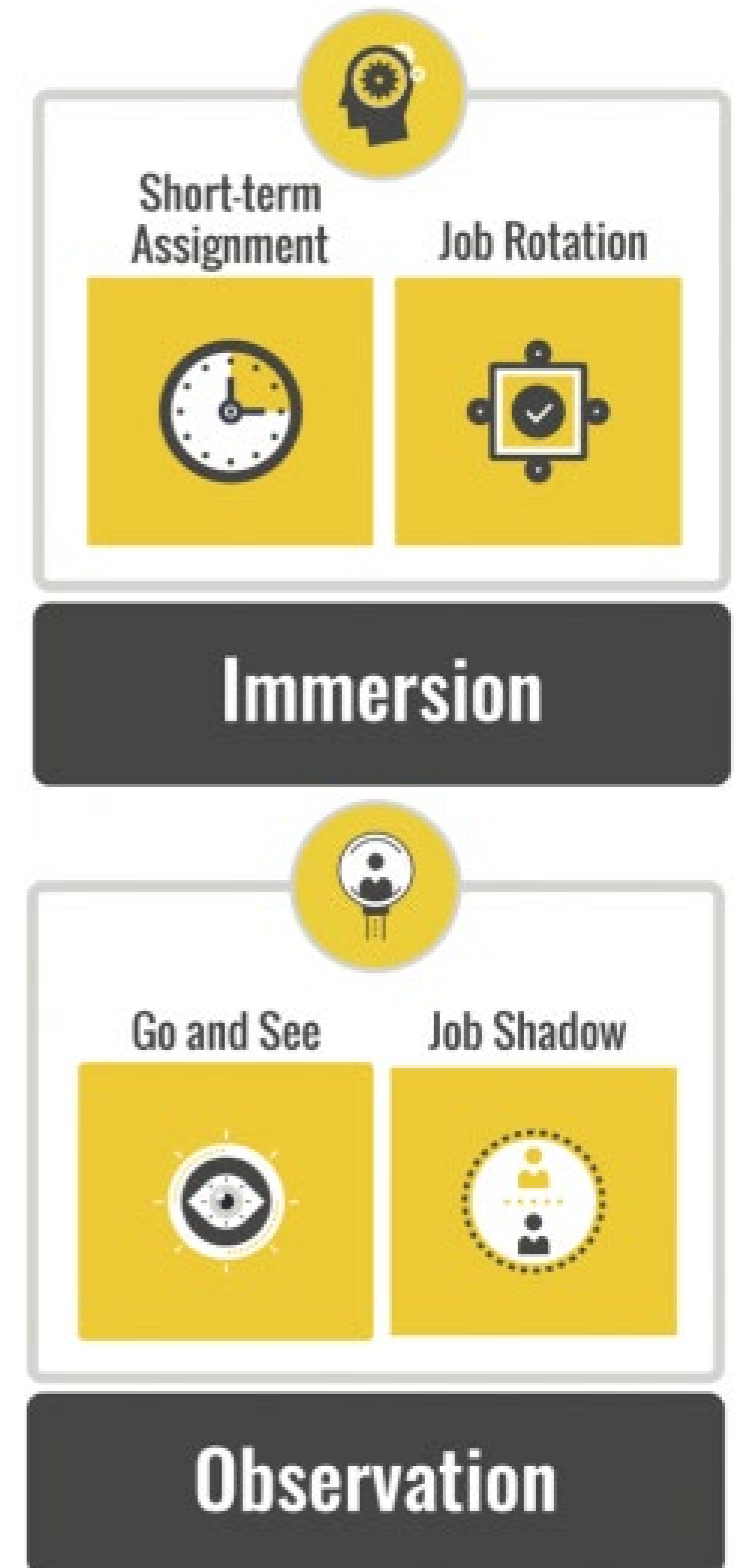 Short-term
Assignment
Job Rotation
Immersion
Go and See
Job Shadow
Observation